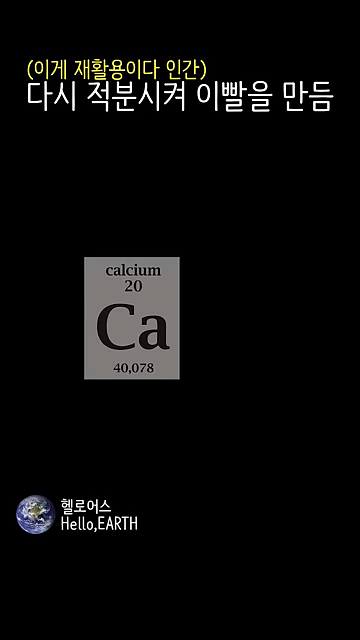 (이게 재활용이다 인간)
다시 적분시켜 이빨을 만듬
calcium
20
Ca
40,078
헬로어스
Hello,EARTH